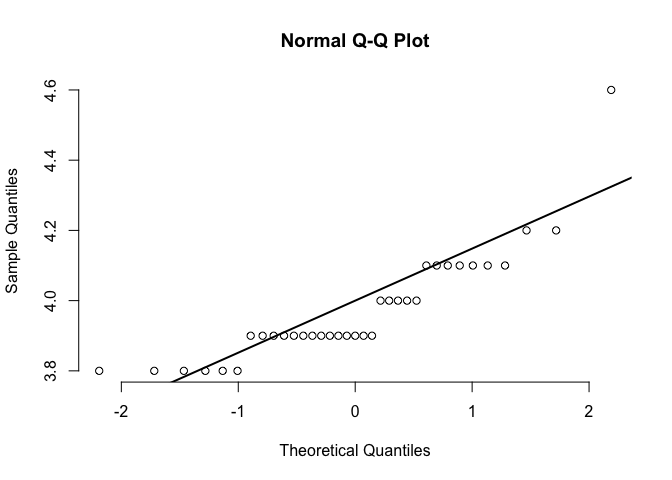 Normal Q-Q Plot
4.6
4.4
4.2
4.0
3.8
Sample Quantiles
-2 -1 0 1 2
Theoretical Quantiles